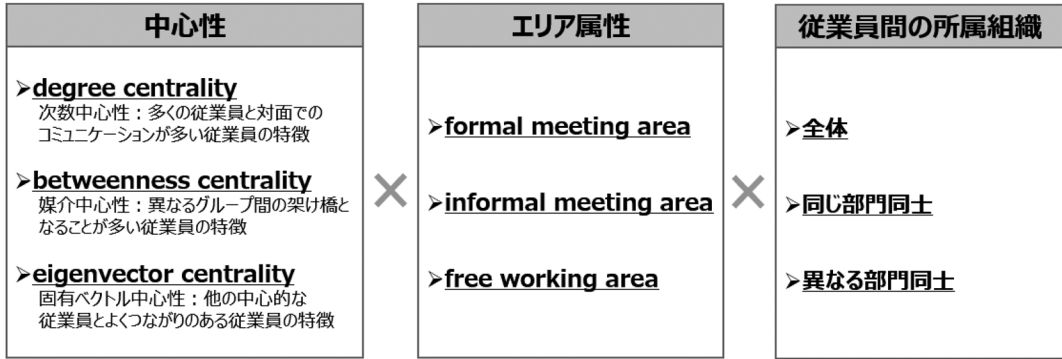 中心性
➢degree centrality
次数中心性：多くの従業員と対面での
コミュニケーションが多い従業員の特徴
➢betweenness centrality
媒介中心性：異なるグループ間の架け橋と
なることが多い従業員の特徴
➢eigenvector centrality
固有ベクトル中心性：他の中心的な
従業員とよくつながりのある従業員の特徴
×
エリア属性
➢formal meeting area
➢informal meeting area
➢free working area
×
従業員間の所属組織
➢全体
➢同じ部門同士
➢異なる部門同士